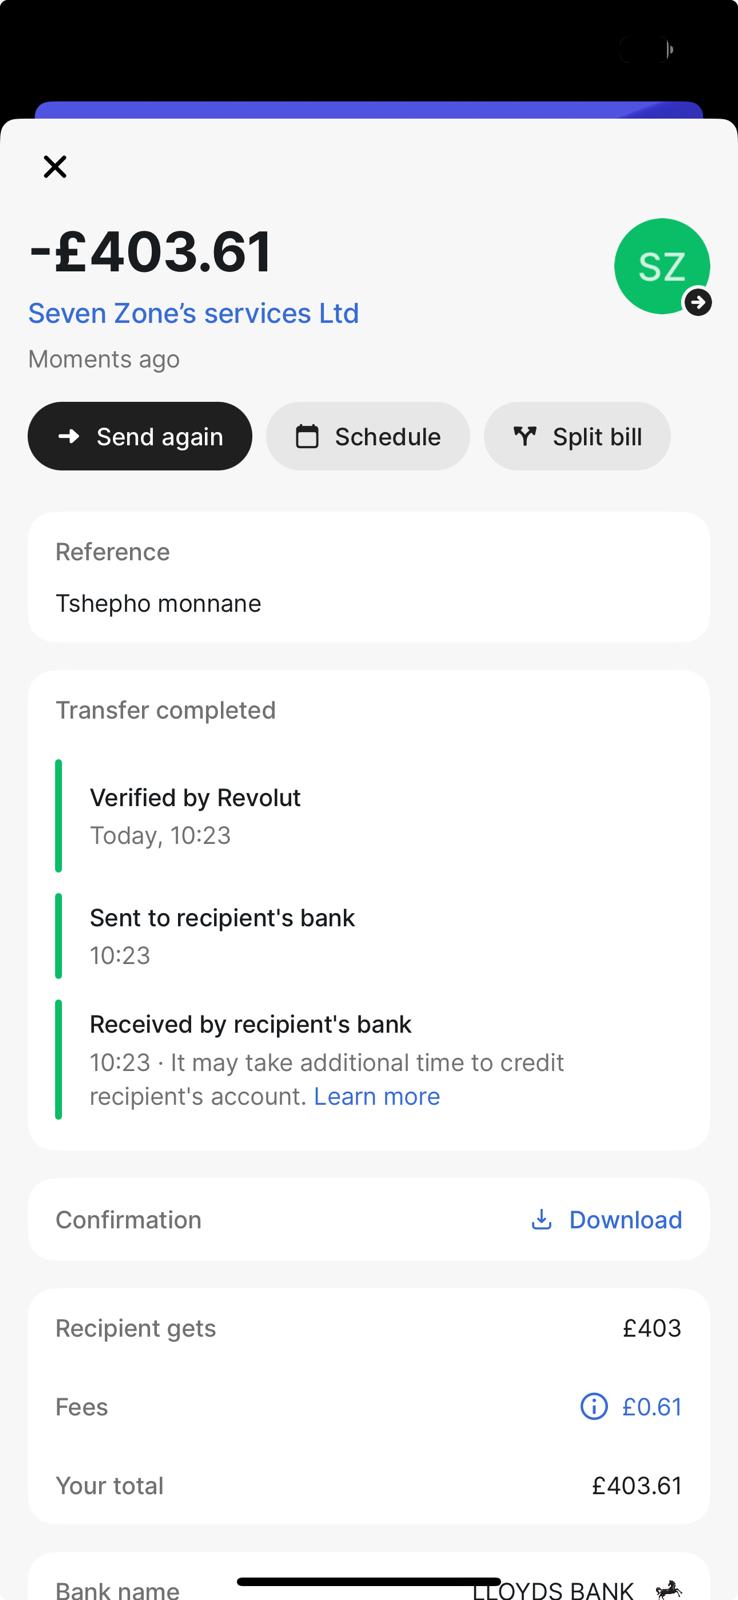 -£403.61
SZ
Seven Zone’s services Ltd
Moments ago
Send again
Schedule
Split bill
Reference
Tshepho monnane
Transfer completed
Verified by Revolut
Today, 10:23
Sent to recipient's bank
10:23
Received by recipient's bank
10:23 · It may take additional time to credit
recipient's account. Learn more
Confirmation
Download
Recipient gets
£403
Fees
£0.61
Your total
£403.61
Bank name
LLOYDS BANK